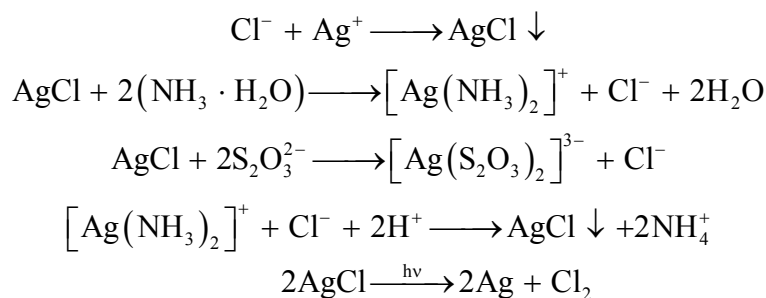 Cl⁻ + Ag⁺ ⟶ AgCl ↓
AgCl + 2(NH₃ · H₂O) ⟶ [Ag(NH₃)₂]⁺ + Cl⁻ + 2H₂O
AgCl + 2S₂O₃²⁻ ⟶ [Ag(S₂O₃)₂]³⁻ + Cl⁻
[Ag(NH₃)₂]⁺ + Cl⁻ + 2H⁺ ⟶ AgCl ↓ +2NH₄⁺
2AgCl —hν⟶ 2Ag + Cl₂